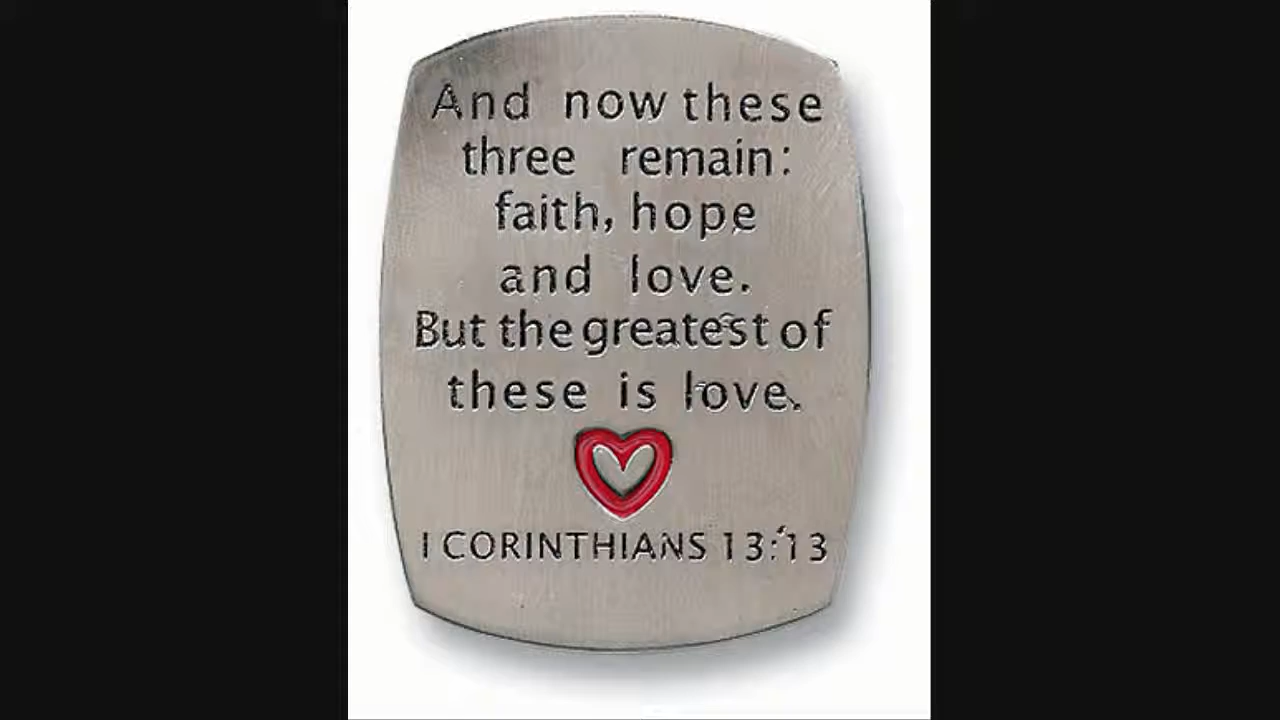 And now these
three remain:
faith, hope
and love.
But the greatest of
these is love.
I CORINTHIANS 13:13